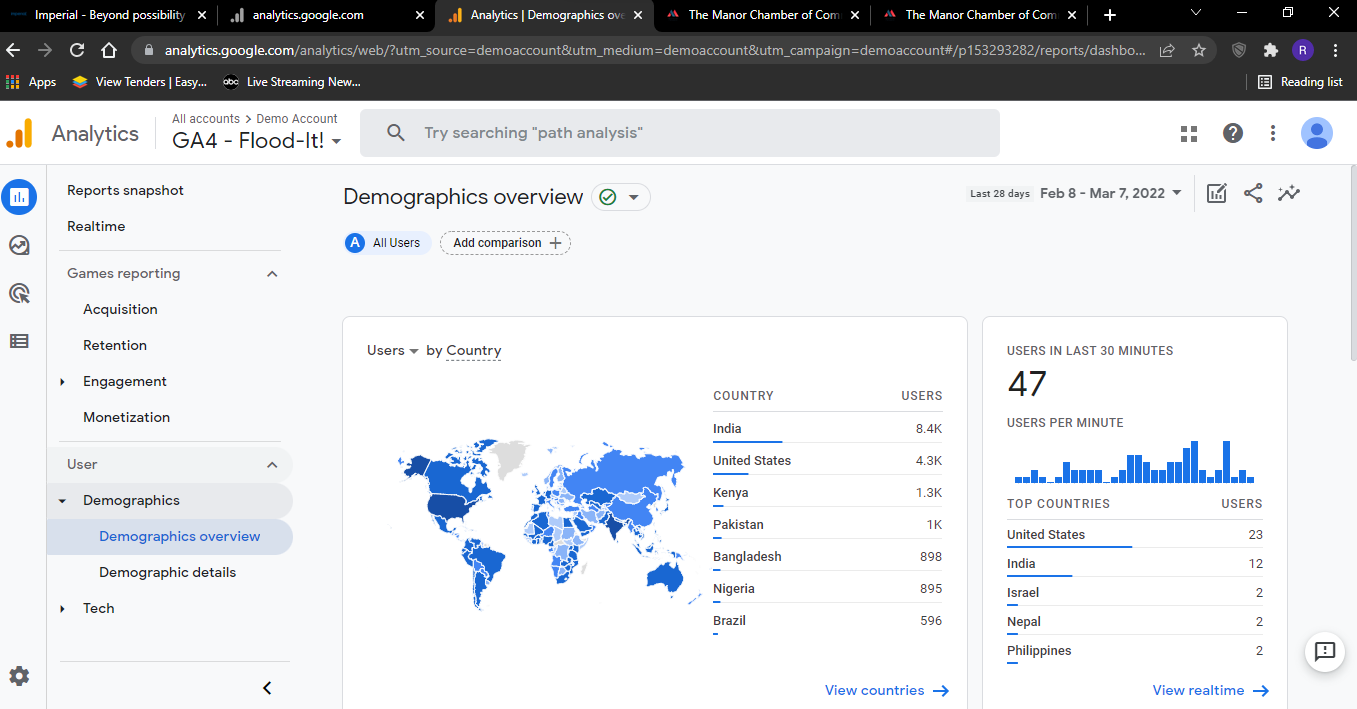 Imperial - Beyond possibility
analytics.google.com
Analytics | Demographics ove
The Manor Chamber of Com
The Manor Chamber of Com
analytics.google.com/analytics/web/?utm_source=demoaccount&utm_medium=demoaccount&utm_campaign=demoaccount#/p153293282/reports/dashbo...
R
Apps
View Tenders | Easy...
abc
Live Streaming New...
Reading list
Analytics
All accounts > Demo Account
GA4 - Flood-It!
Try searching "path analysis"
Reports snapshot
Realtime
Games reporting
Acquisition
Retention
Engagement
Monetization
User
Demographics
Demographics overview
Demographic details
Tech
Demographics overview
Last 28 days Feb 8 - Mar 7, 2022
A All Users
Add comparison +
Users by Country
COUNTRY USERS
India 8.4K
United States 4.3K
Kenya 1.3K
Pakistan 1K
Bangladesh 898
Nigeria 895
Brazil 596
View countries
USERS IN LAST 30 MINUTES
47
USERS PER MINUTE
TOP COUNTRIES USERS
United States 23
India 12
Israel 2
Nepal 2
Philippines 2
View realtime